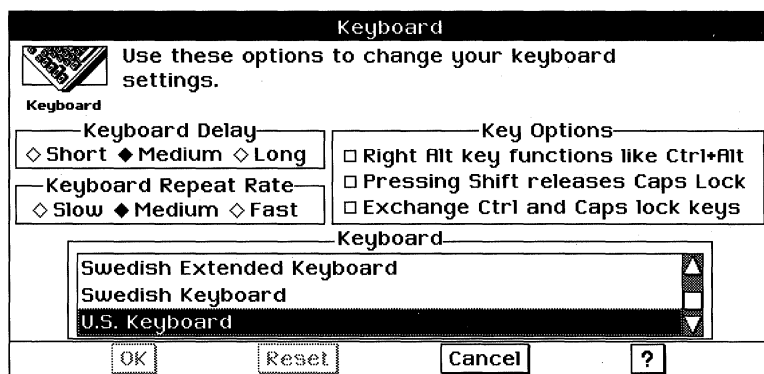 Keyboard
Use these options to change your keyboard
settings.
Keyboard
Keyboard Delay
Short Medium Long
Keyboard Repeat Rate
Slow Medium Fast
Key Options
Right Alt key functions like Ctrl+Alt
Pressing Shift releases Caps Lock
Exchange Ctrl and Caps lock keys
Keyboard
Swedish Extended Keyboard
Swedish Keyboard
U.S. Keyboard
OK Reset Cancel ?